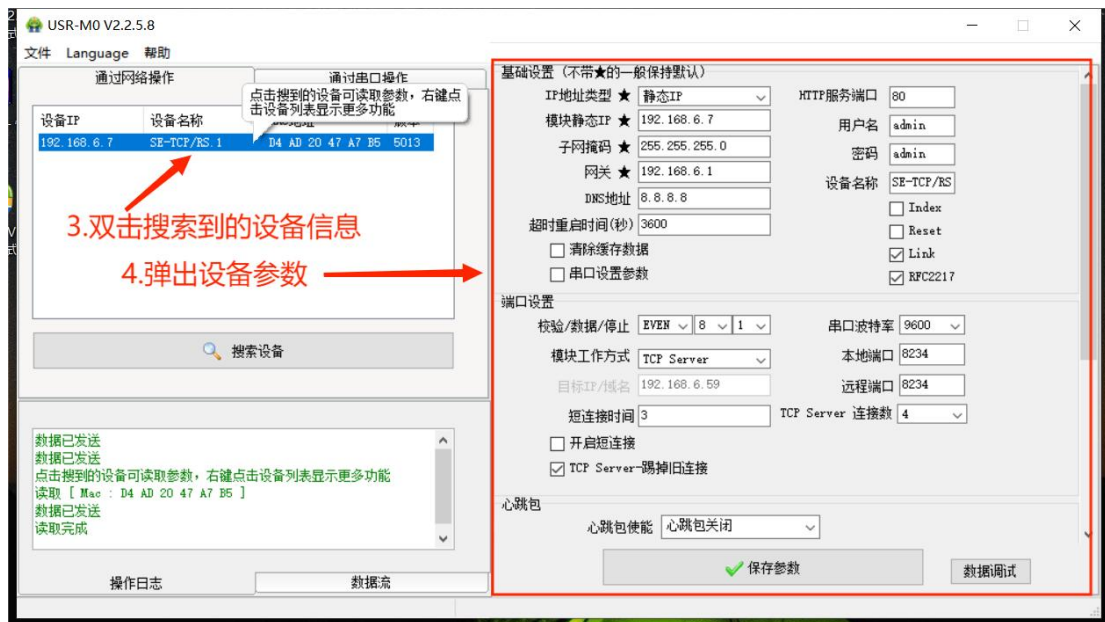 USR-M0 V2.2.5.8
文件 Language 帮助
通过网络操作 通过串口操作
点击搜到的设备可读取参数，右键点
击设备列表显示更多功能
设备IP 设备名称
192.168.6.7 SE-TCP/RS.1 D4 AD 20 47 A7 B5 5013
3.双击搜索到的设备信息
4.弹出设备参数
搜索设备
数据已发送
数据已发送
点击搜到的设备可读取参数，右键点击设备列表显示更多功能
读取 [ Mac : D4 AD 20 47 A7 B5 ]
数据已发送
读取完成
操作日志 数据流
基础设置（不带★的一般保持默认）
IP地址类型 ★ 静态IP HTTP服务端口 80
模块静态IP ★ 192.168.6.7 用户名 admin
子网掩码 ★ 255.255.255.0 密码 admin
网关 ★ 192.168.6.1 设备名称 SE-TCP/RS
DNS地址 8.8.8.8 Index
超时重启时间(秒) 3600 Reset
清除缓存数据 Link
串口设置参数 RFC2217
端口设置
校验/数据/停止 EVEN 8 1 串口波特率 9600
模块工作方式 TCP Server 本地端口 8234
目标IP/域名 192.168.6.59 远程端口 8234
短连接时间 3 TCP Server 连接数 4
开启短连接
TCP Server-踢掉旧连接
心跳包
心跳包使能 心跳包关闭
保存参数 数据调试